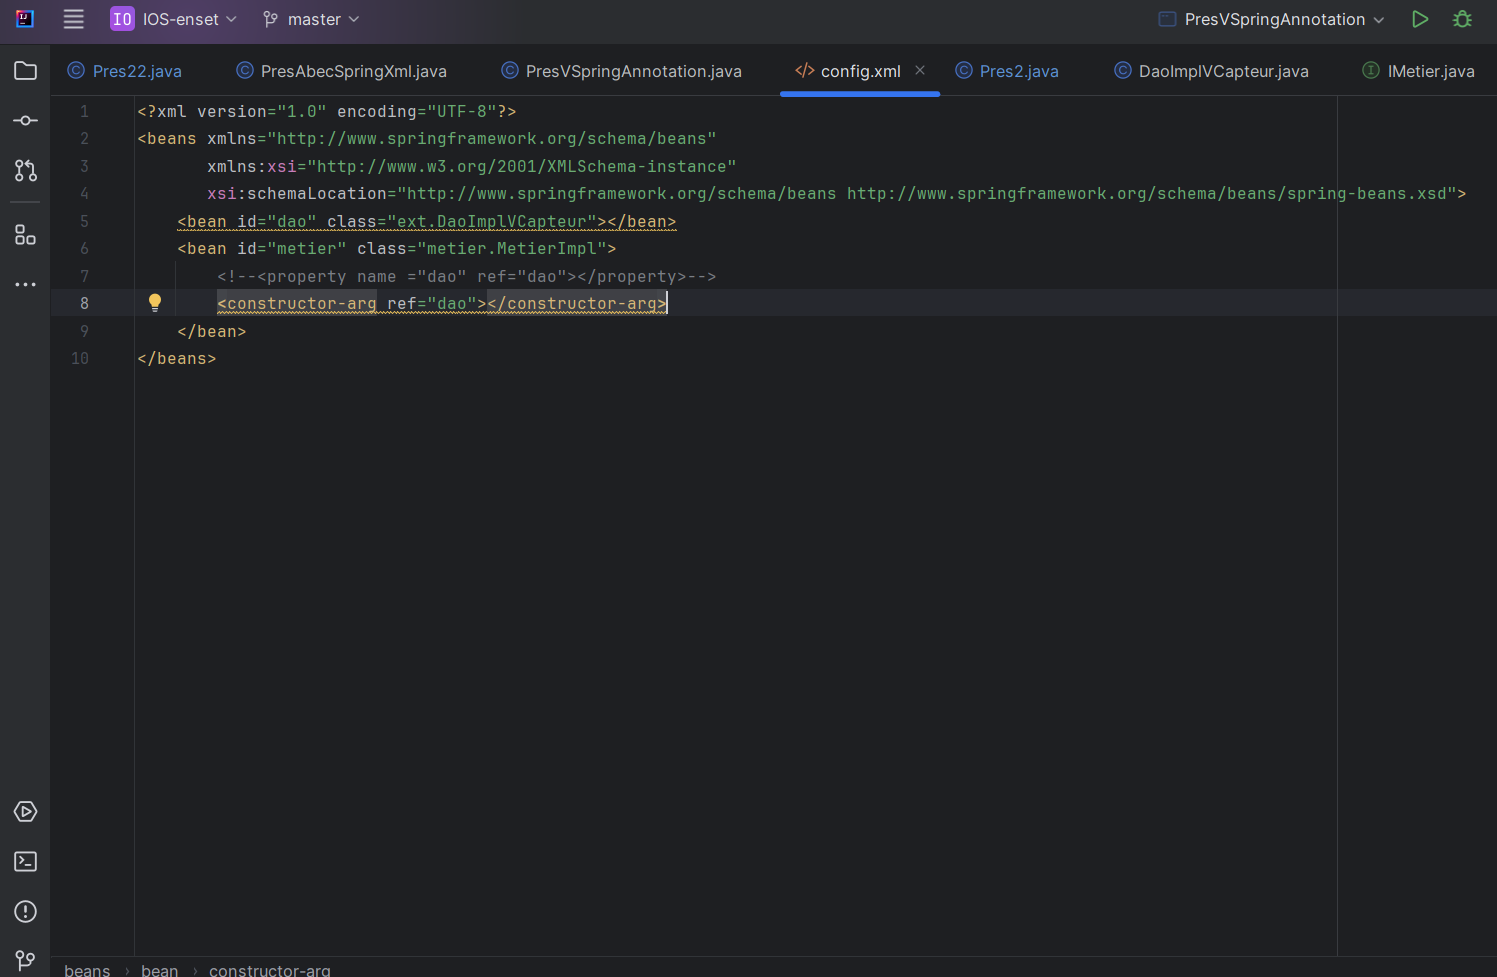 IJ
IO IOS-enset master PresVSpringAnnotation
C Pres22.java C PresAbecSpringXml.java C PresVSpringAnnotation.java </> config.xml C Pres2.java C DaoImplVCapteur.java I IMetier.java
1 <?xml version="1.0" encoding="UTF-8"?>
2 <beans xmlns="http://www.springframework.org/schema/beans"
3 xmlns:xsi="http://www.w3.org/2001/XMLSchema-instance"
4 xsi:schemaLocation="http://www.springframework.org/schema/beans http://www.springframework.org/schema/beans/spring-beans.xsd">
5 <bean id="dao" class="ext.DaoImplVCapteur"></bean>
6 <bean id="metier" class="metier.MetierImpl">
7 <!--<property name ="dao" ref="dao"></property>-->
8 <constructor-arg ref="dao"></constructor-arg>
9 </bean>
10 </beans>
beans › bean › constructor-arg